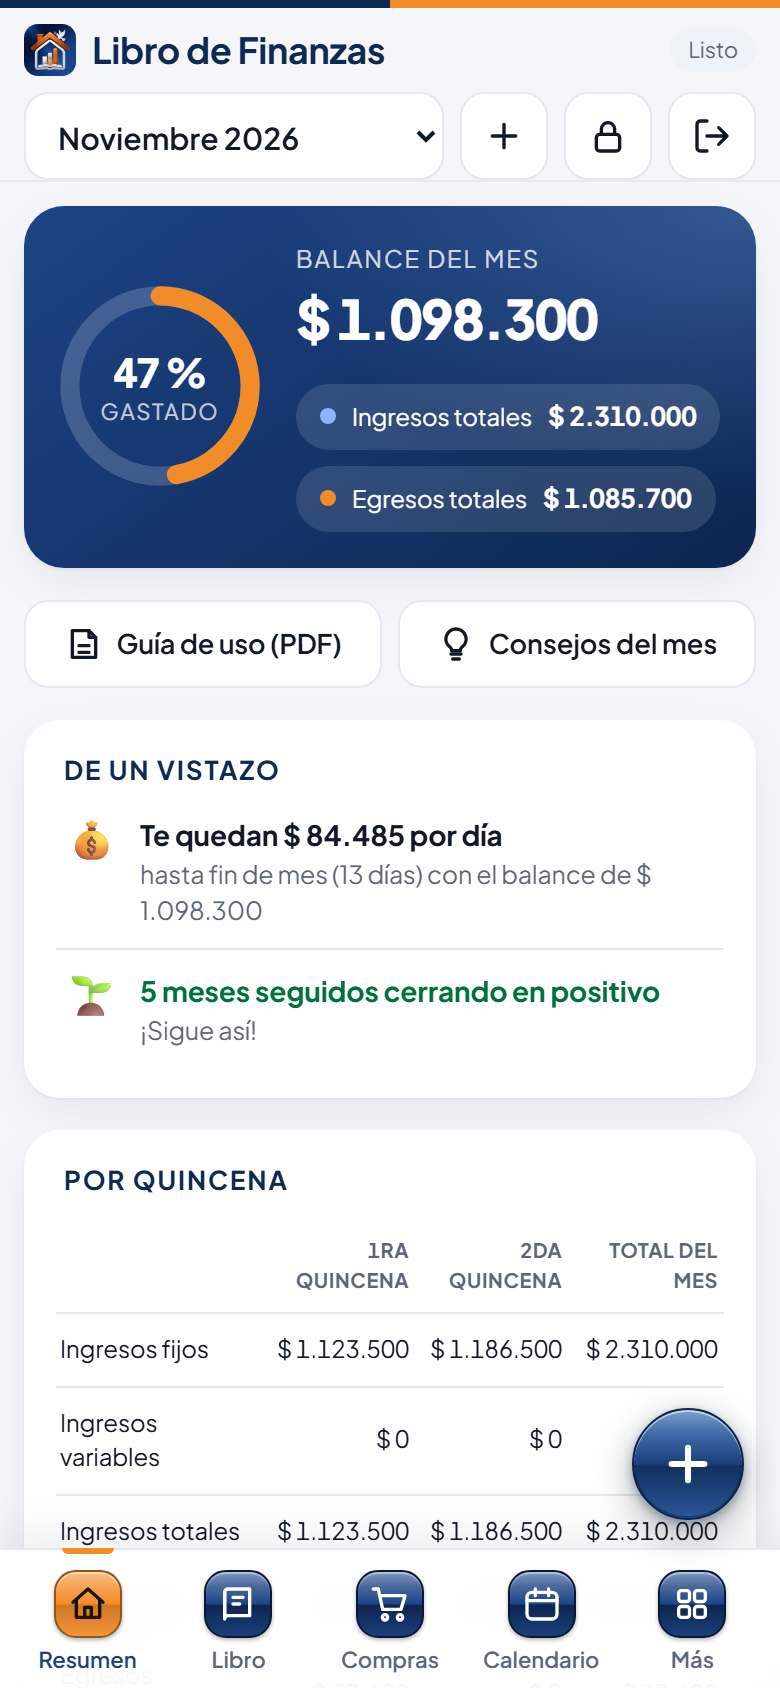 Libro de Finanzas
Listo
Noviembre 2026
BALANCE DEL MES
$ 1.098.300
47 %
GASTADO
Ingresos totales $ 2.310.000
Egresos totales $ 1.085.700
Guía de uso (PDF)
Consejos del mes
DE UN VISTAZO
Te quedan $ 84.485 por día
hasta fin de mes (13 días) con el balance de $
1.098.300
5 meses seguidos cerrando en positivo
¡Sigue así!
POR QUINCENA
1RA QUINCENA 2DA QUINCENA TOTAL DEL MES
Ingresos fijos $ 1.123.500 $ 1.186.500 $ 2.310.000
Ingresos variables $ 0 $ 0
Ingresos totales $ 1.123.500 $ 1.186.500 $ 2.310.000
Egresos
Resumen
Libro
Compras
Calendario
Más